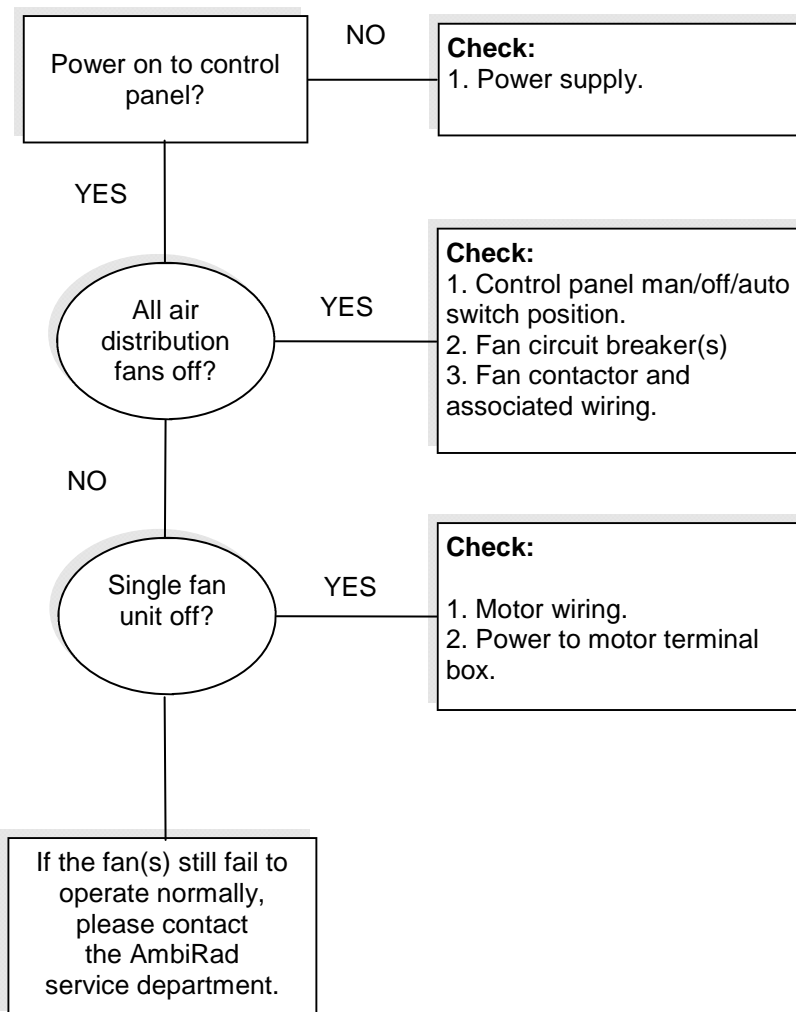 Power on to control
panel?
NO
Check:
1. Power supply.
YES
All air
distribution
fans off?
YES
Check:
1. Control panel man/off/auto
switch position.
2. Fan circuit breaker(s)
3. Fan contactor and
associated wiring.
NO
Single fan
unit off?
YES
Check:
1. Motor wiring.
2. Power to motor terminal
box.
If the fan(s) still fail to
operate normally,
please contact
the AmbiRad
service department.